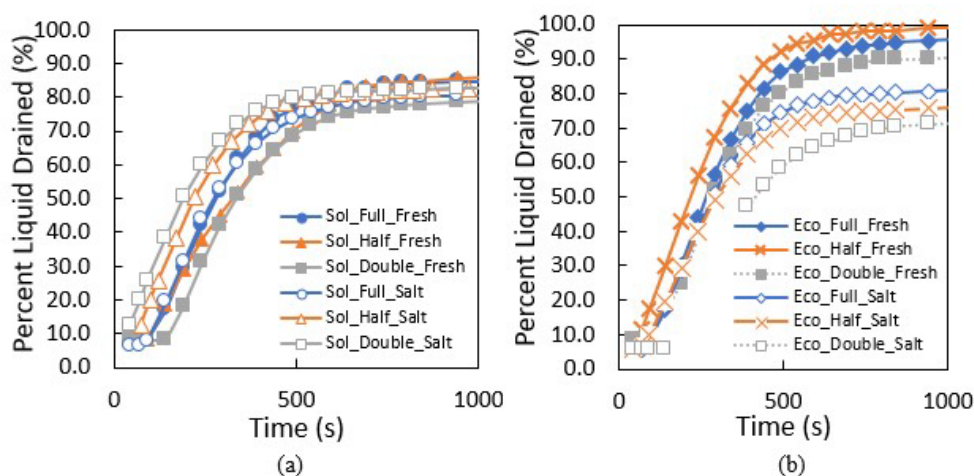 100.0
90.0
80.0
70.0
60.0
50.0
40.0
30.0
20.0
10.0
0.0
Percent Liquid Drained (%)
Sol_Full_Fresh
Sol_Half_Fresh
Sol_Double_Fresh
Sol_Full_Salt
Sol_Half_Salt
Sol_Double_Salt
0 500 1000
Time (s)
(a)
100.0
90.0
80.0
70.0
60.0
50.0
40.0
30.0
20.0
10.0
0.0
Percent Liquid Drained (%)
Eco_Full_Fresh
Eco_Half_Fresh
Eco_Double_Fresh
Eco_Full_Salt
Eco_Half_Salt
Eco_Double_Salt
0 500 1000
Time (s)
(b)